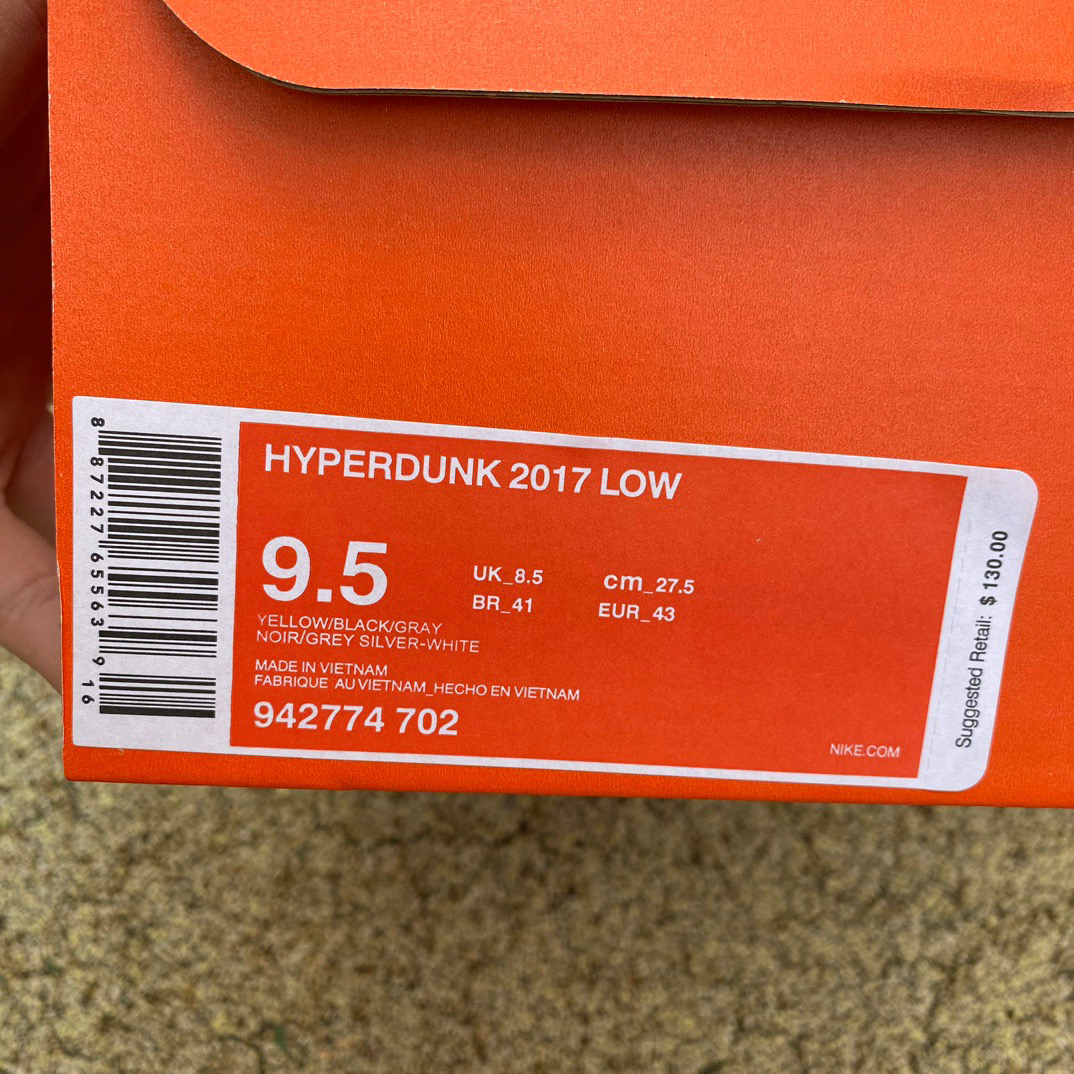 HYPERDUNK 2017 LOW
9.5
UK_8.5 cm_27.5
BR_41 EUR_43
YELLOW/BLACK/GRAY
NOIR/GREY SILVER-WHITE
MADE IN VIETNAM
FABRIQUE AU VIETNAM_HECHO EN VIETNAM
942774 702
NIKE.COM
8 87227 65563 9 16
Suggested Retail: $ 130.00